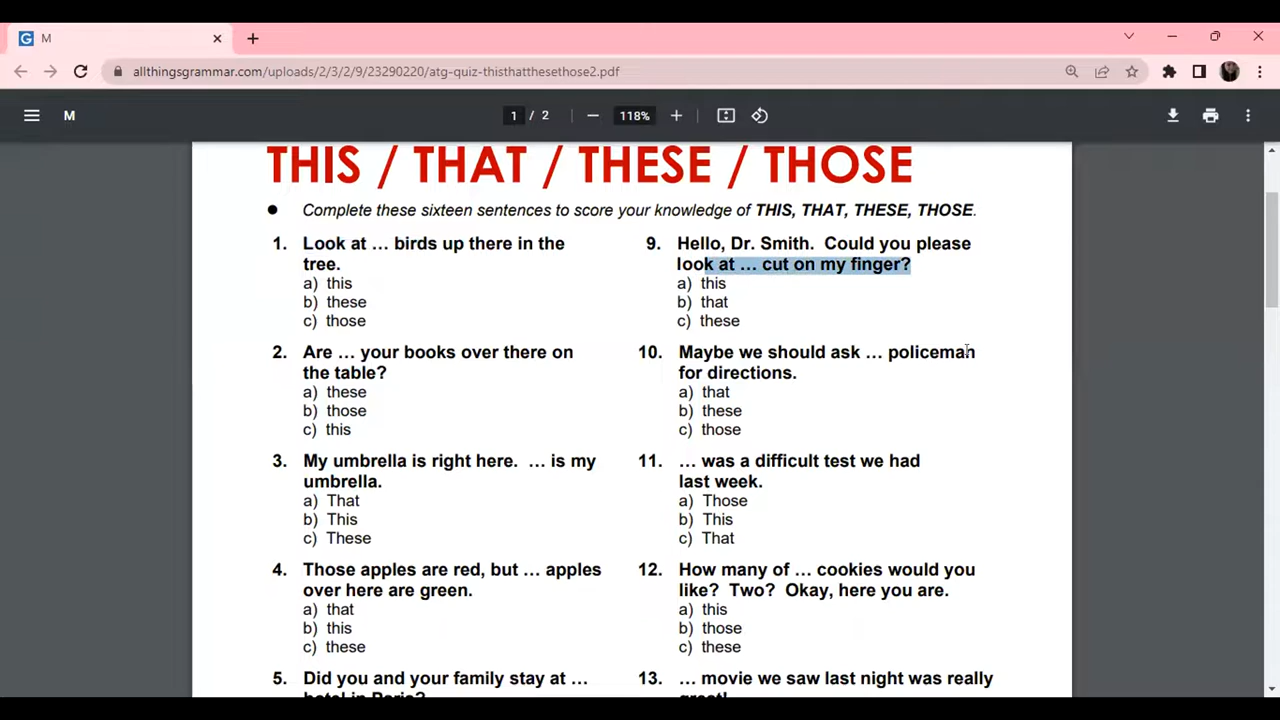 M
allthingsgrammar.com/uploads/2/3/2/9/23290220/atg-quiz-thisthatthesethose2.pdf
M
1 / 2
118%
THIS / THAT / THESE / THOSE
● Complete these sixteen sentences to score your knowledge of THIS, THAT, THESE, THOSE.
1. Look at … birds up there in the
tree.
a) this
b) these
c) those
2. Are … your books over there on
the table?
a) these
b) those
c) this
3. My umbrella is right here. … is my
umbrella.
a) That
b) This
c) These
4. Those apples are red, but … apples
over here are green.
a) that
b) this
c) these
5. Did you and your family stay at …
hotel in Paris?
9. Hello, Dr. Smith. Could you please
look at … cut on my finger?
a) this
b) that
c) these
10. Maybe we should ask … policeman
for directions.
a) that
b) these
c) those
11. … was a difficult test we had
last week.
a) Those
b) This
c) That
12. How many of … cookies would you
like? Two? Okay, here you are.
a) this
b) those
c) these
13. … movie we saw last night was really
great!